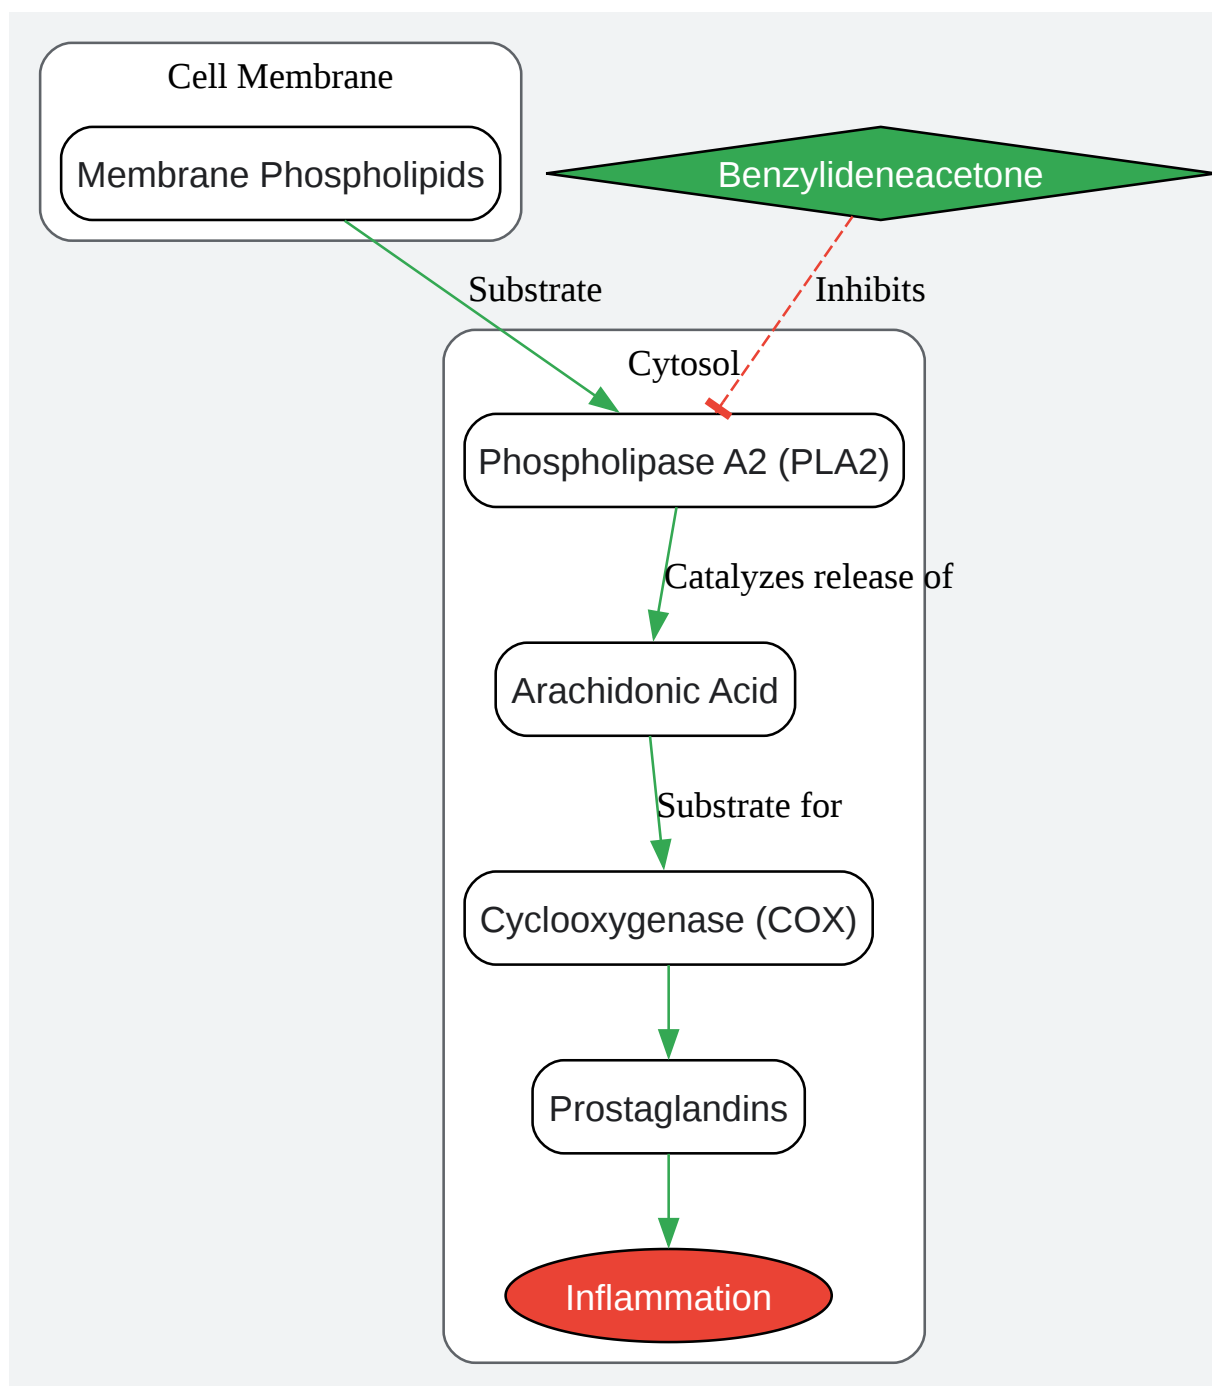 Cell Membrane
Membrane Phospholipids
Benzylideneacetone
Substrate
Inhibits
Cytosol
Phospholipase A2 (PLA2)
Catalyzes release of
Arachidonic Acid
Substrate for
Cyclooxygenase (COX)
Prostaglandins
Inflammation